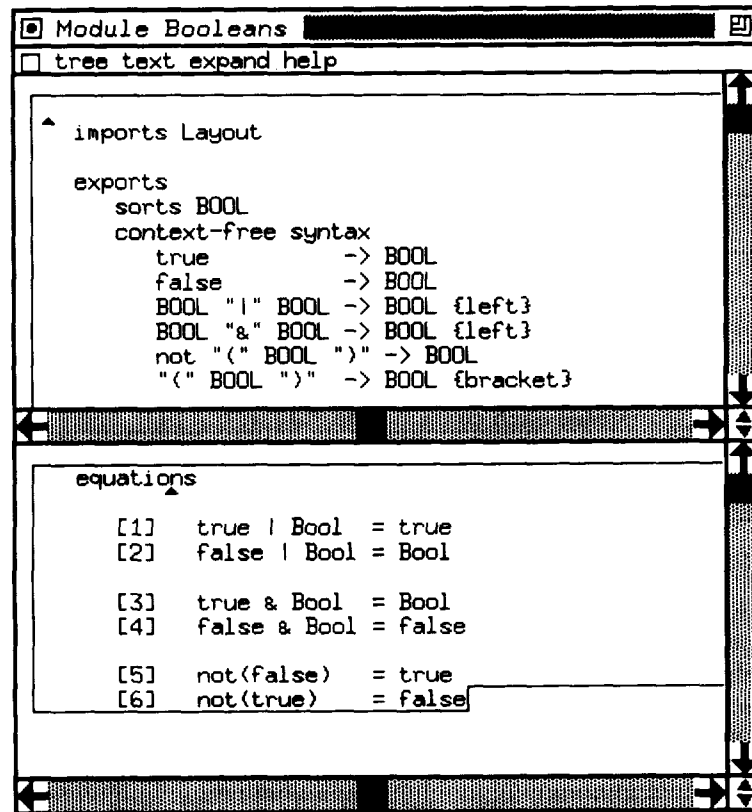 Module Booleans
tree text expand help
imports Layout
exports
sorts BOOL
context-free syntax
true -> BOOL
false -> BOOL
BOOL "|" BOOL -> BOOL {left}
BOOL "&" BOOL -> BOOL {left}
not "(" BOOL ")" -> BOOL
"(" BOOL ")" -> BOOL {bracket}
equations
[1] true | Bool = true
[2] false | Bool = Bool
[3] true & Bool = Bool
[4] false & Bool = false
[5] not(false) = true
[6] not(true) = false